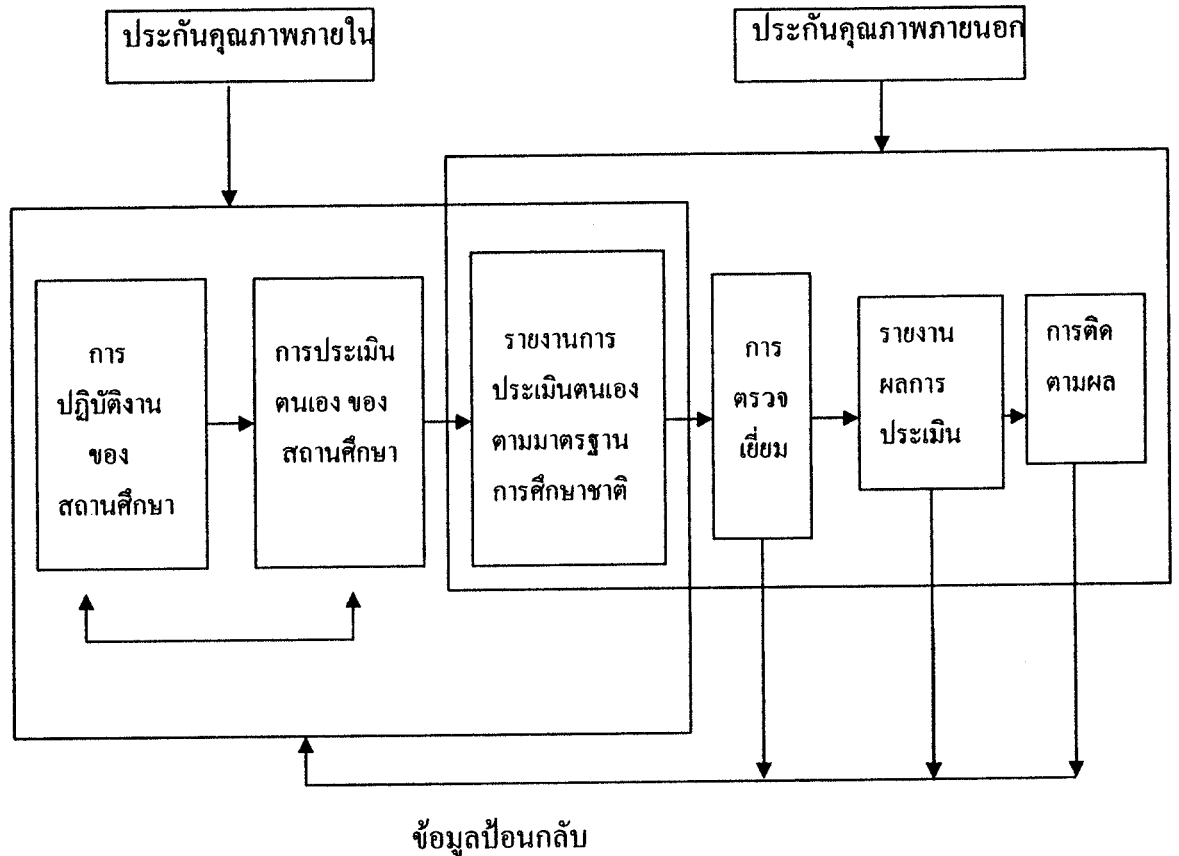 ประกันคุณภาพภายใน
ประกันคุณภาพภายนอก
การ
ปฏิบัติงาน
ของ
สถานศึกษา
การประเมิน
ตนเอง ของ
สถานศึกษา
รายงานการ
ประเมินตนเอง
ตามมาตรฐาน
การศึกษาชาติ
การ
ตรวจ
เยี่ยม
รายงาน
ผลการ
ประเมิน
การติด
ตามผล
ข้อมูลป้อนกลับ